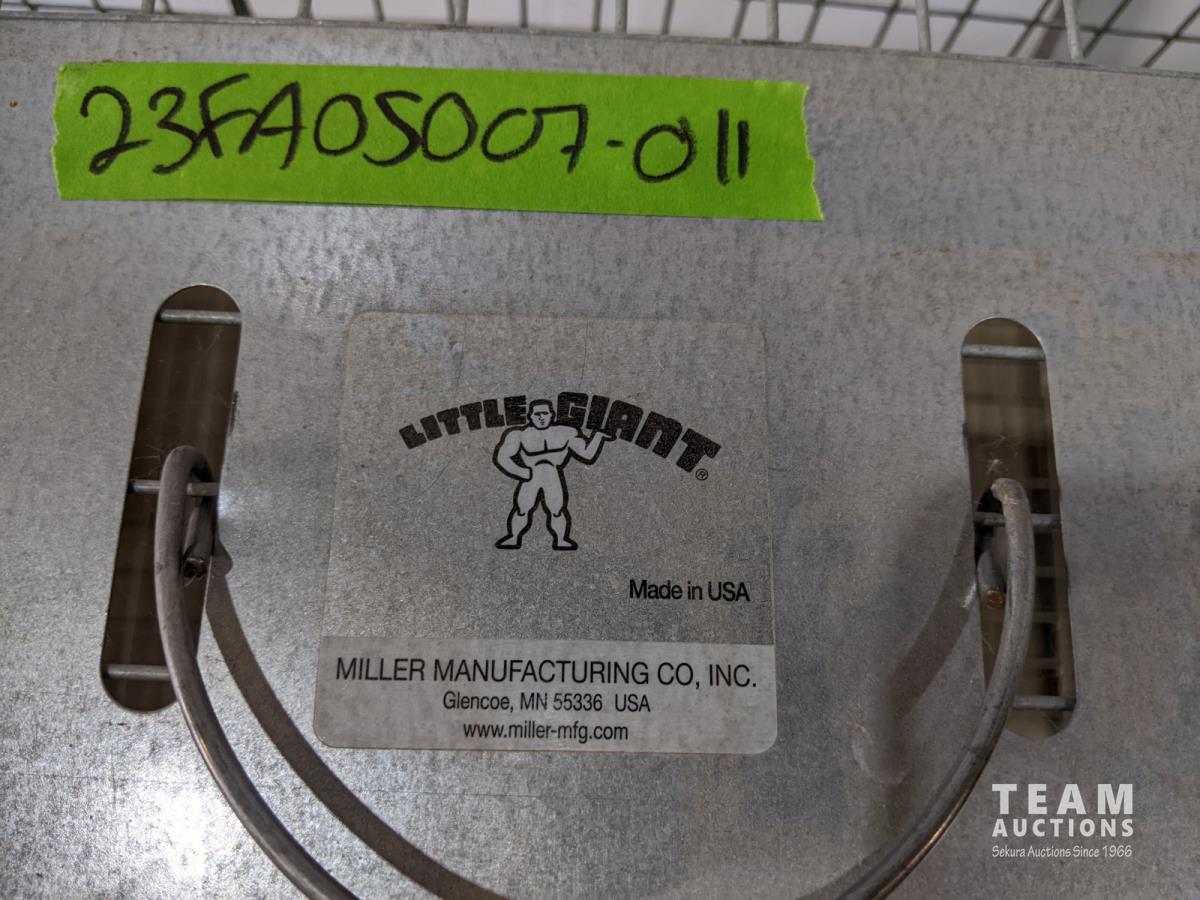 23FA05007-011
LITTLE GIANT®
Made in USA
MILLER MANUFACTURING CO, INC.
Glencoe, MN 55336 USA
www.miller-mfg.com
TEAM
AUCTIONS
Sekura Auctions Since 1966